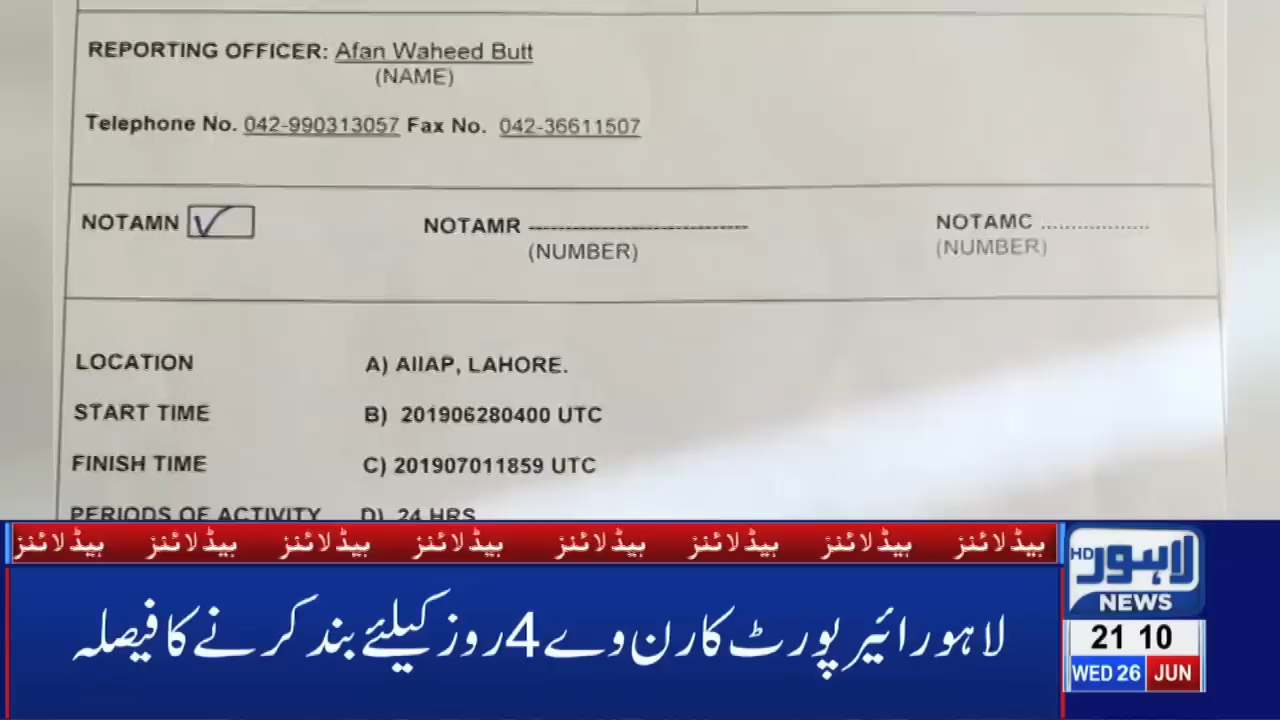 REPORTING OFFICER: Afan Waheed Butt
(NAME)
Telephone No. 042-990313057 Fax No. 042-36611507
NOTAMN NOTAMR ------------------------------ NOTAMC ..................
(NUMBER) (NUMBER)
LOCATION A) AIIAP, LAHORE.
START TIME B) 201906280400 UTC
FINISH TIME C) 201907011859 UTC
PERIODS OF ACTIVITY D) 24 HRS
ہیڈلائنز ہیڈلائنز ہیڈلائنز ہیڈلائنز ہیڈلائنز ہیڈلائنز ہیڈلائنز ہیڈلائنز
لاہور ائیرپورٹ کا رن وے 4 روز کیلئے بند کرنے کا فیصلہ
لاہور HD
NEWS
21 10
WED 26 JUN